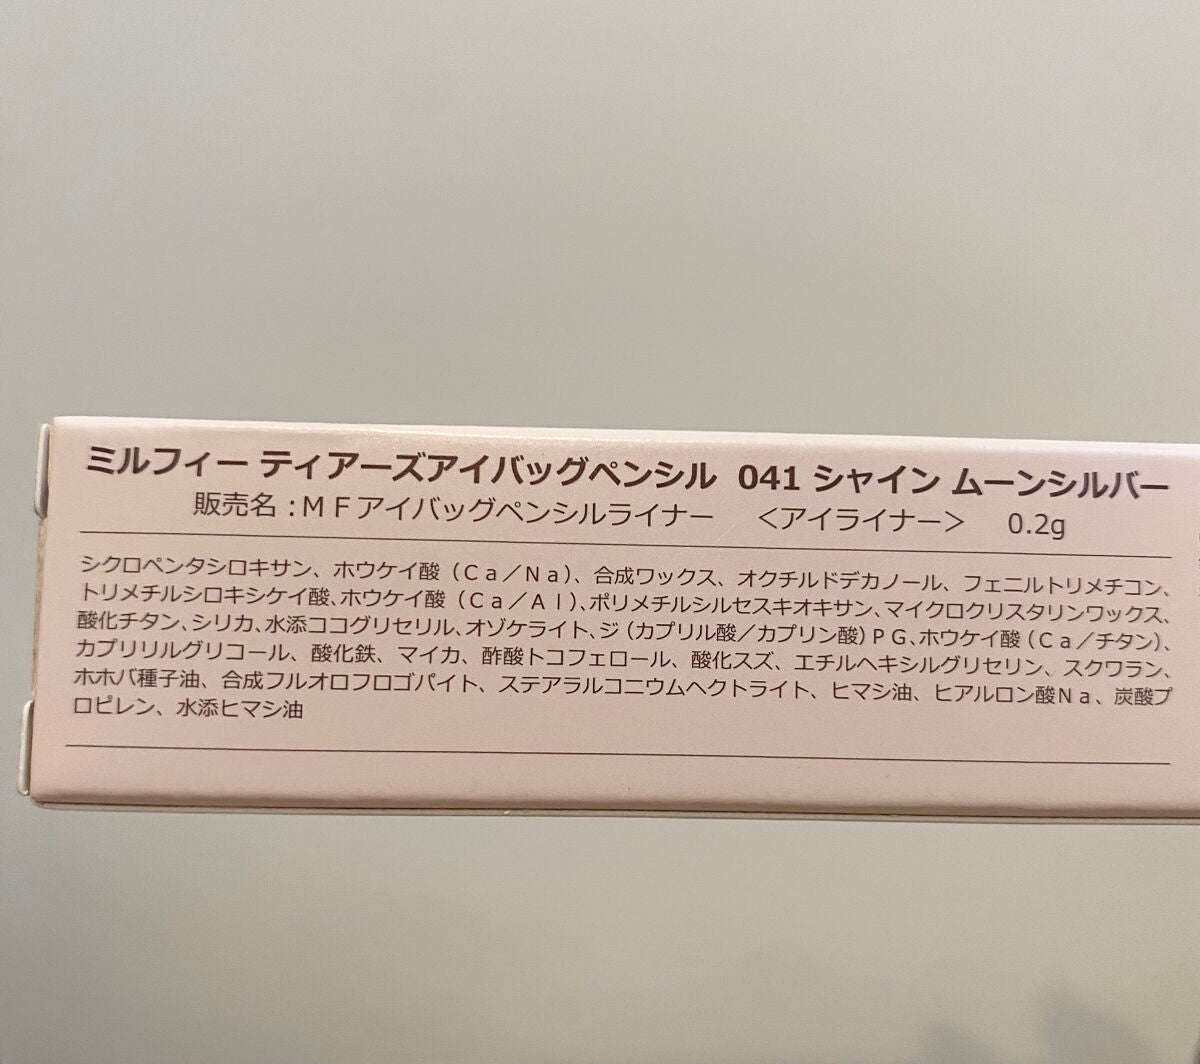 ミルフィー ティアーズアイバッグペンシル 041 シャイン ムーンシルバー
販売名：ＭＦアイバッグペンシルライナー ＜アイライナー＞ 0.2g
シクロペンタシロキサン、ホウケイ酸（Ｃａ／Ｎａ）、合成ワックス、オクチルドデカノール、フェニルトリメチコン、
トリメチルシロキシケイ酸、ホウケイ酸（Ｃａ／Ａｌ）、ポリメチルシルセスキオキサン、マイクロクリスタリンワックス、
酸化チタン、シリカ、水添ココグリセリル、オゾケライト、ジ（カプリル酸／カプリン酸）ＰＧ、ホウケイ酸（Ｃａ／チタン）、
カプリリルグリコール、酸化鉄、マイカ、酢酸トコフェロール、酸化スズ、エチルヘキシルグリセリン、スクワラン、
ホホバ種子油、合成フルオロフロゴパイト、ステアラルコニウムヘクトライト、ヒマシ油、ヒアルロン酸Ｎａ、炭酸プ
ロピレン、水添ヒマシ油